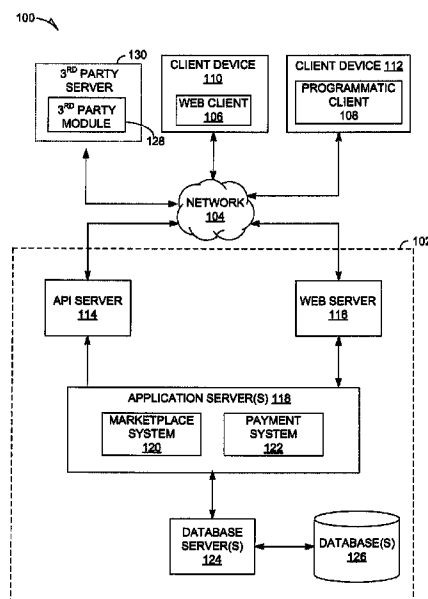 100
130
3RD PARTY
SERVER
3RD PARTY
MODULE
128
CLIENT DEVICE
110
WEB CLIENT
106
CLIENT DEVICE 112
PROGRAMMATIC
CLIENT
108
NETWORK
104
102
API SERVER
114
WEB SERVER
116
APPLICATION SERVER(S) 118
MARKETPLACE
SYSTEM
120
PAYMENT
SYSTEM
122
DATABASE
SERVER(S)
124
DATABASE(S)
126